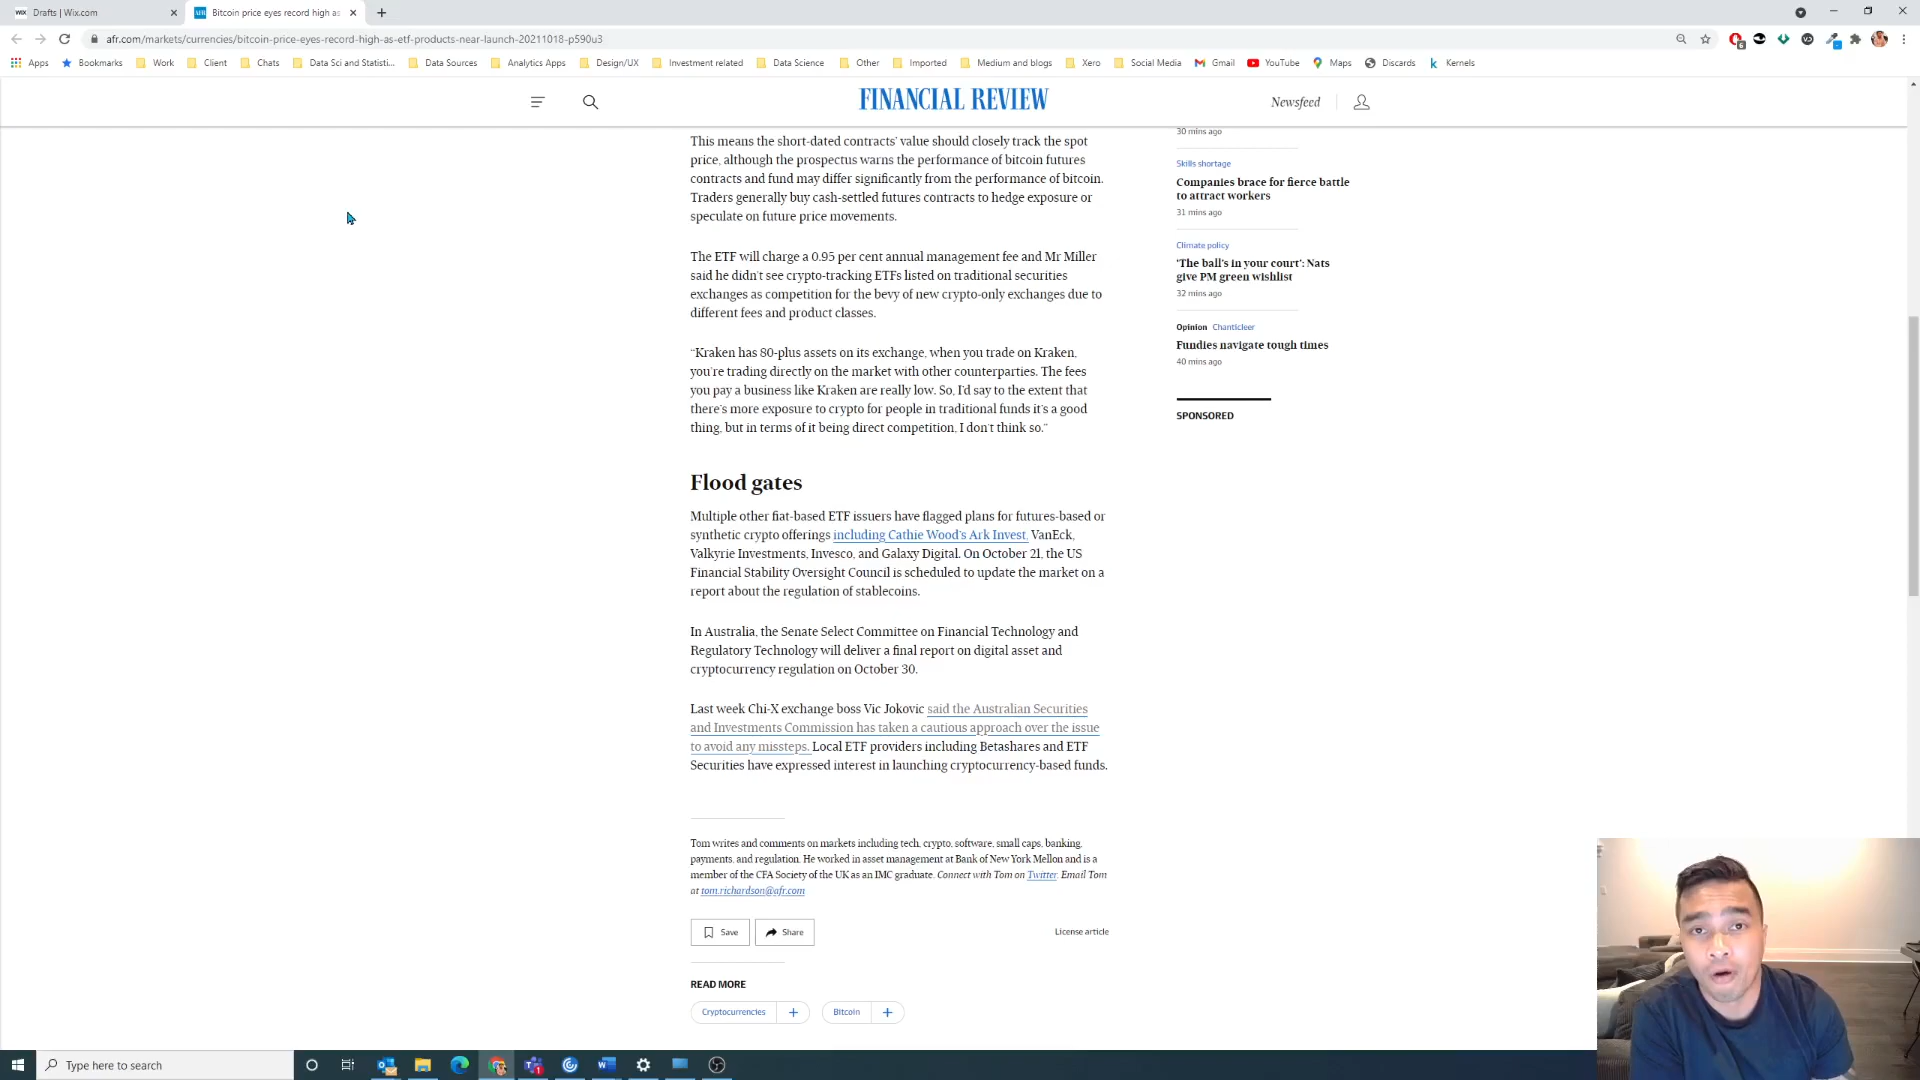 Drafts | Wix.com
Bitcoin price eyes record high as
afr.com/markets/currencies/bitcoin-price-eyes-record-high-as-etf-products-near-launch-20211018-p590u3
Apps Bookmarks Work Client Chats Data Sci and Statisti... Data Sources Analytics Apps Design/UX Investment related Data Science Other Imported Medium and blogs Xero Social Media Gmail YouTube Maps Discards Kernels
FINANCIAL REVIEW
Newsfeed
This means the short-dated contracts' value should closely track the spot
price, although the prospectus warns the performance of bitcoin futures
contracts and fund may differ significantly from the performance of bitcoin.
Traders generally buy cash-settled futures contracts to hedge exposure or
speculate on future price movements.
The ETF will charge a 0.95 per cent annual management fee and Mr Miller
said he didn't see crypto-tracking ETFs listed on traditional securities
exchanges as competition for the bevy of new crypto-only exchanges due to
different fees and product classes.
“Kraken has 80-plus assets on its exchange, when you trade on Kraken,
you're trading directly on the market with other counterparties. The fees
you pay a business like Kraken are really low. So, I'd say to the extent that
there's more exposure to crypto for people in traditional funds it's a good
thing, but in terms of it being direct competition, I don't think so.”
Flood gates
Multiple other fiat-based ETF issuers have flagged plans for futures-based or
synthetic crypto offerings including Cathie Wood's Ark Invest, VanEck,
Valkyrie Investments, Invesco, and Galaxy Digital. On October 21, the US
Financial Stability Oversight Council is scheduled to update the market on a
report about the regulation of stablecoins.
In Australia, the Senate Select Committee on Financial Technology and
Regulatory Technology will deliver a final report on digital asset and
cryptocurrency regulation on October 30.
Last week Chi-X exchange boss Vic Jokovic said the Australian Securities
and Investments Commission has taken a cautious approach over the issue
to avoid any missteps. Local ETF providers including Betashares and ETF
Securities have expressed interest in launching cryptocurrency-based funds.
Tom writes and comments on markets including tech, crypto, software, small caps, banking,
payments, and regulation. He worked in asset management at Bank of New York Mellon and is a
member of the CFA Society of the UK as an IMC graduate. Connect with Tom on Twitter. Email Tom
at tom.richardson@afr.com
Save
Share
License article
READ MORE
Cryptocurrencies +
Bitcoin +
30 mins ago
Skills shortage
Companies brace for fierce battle
to attract workers
31 mins ago
Climate policy
'The ball's in your court': Nats
give PM green wishlist
32 mins ago
Opinion Chanticleer
Fundies navigate tough times
40 mins ago
SPONSORED
Type here to search